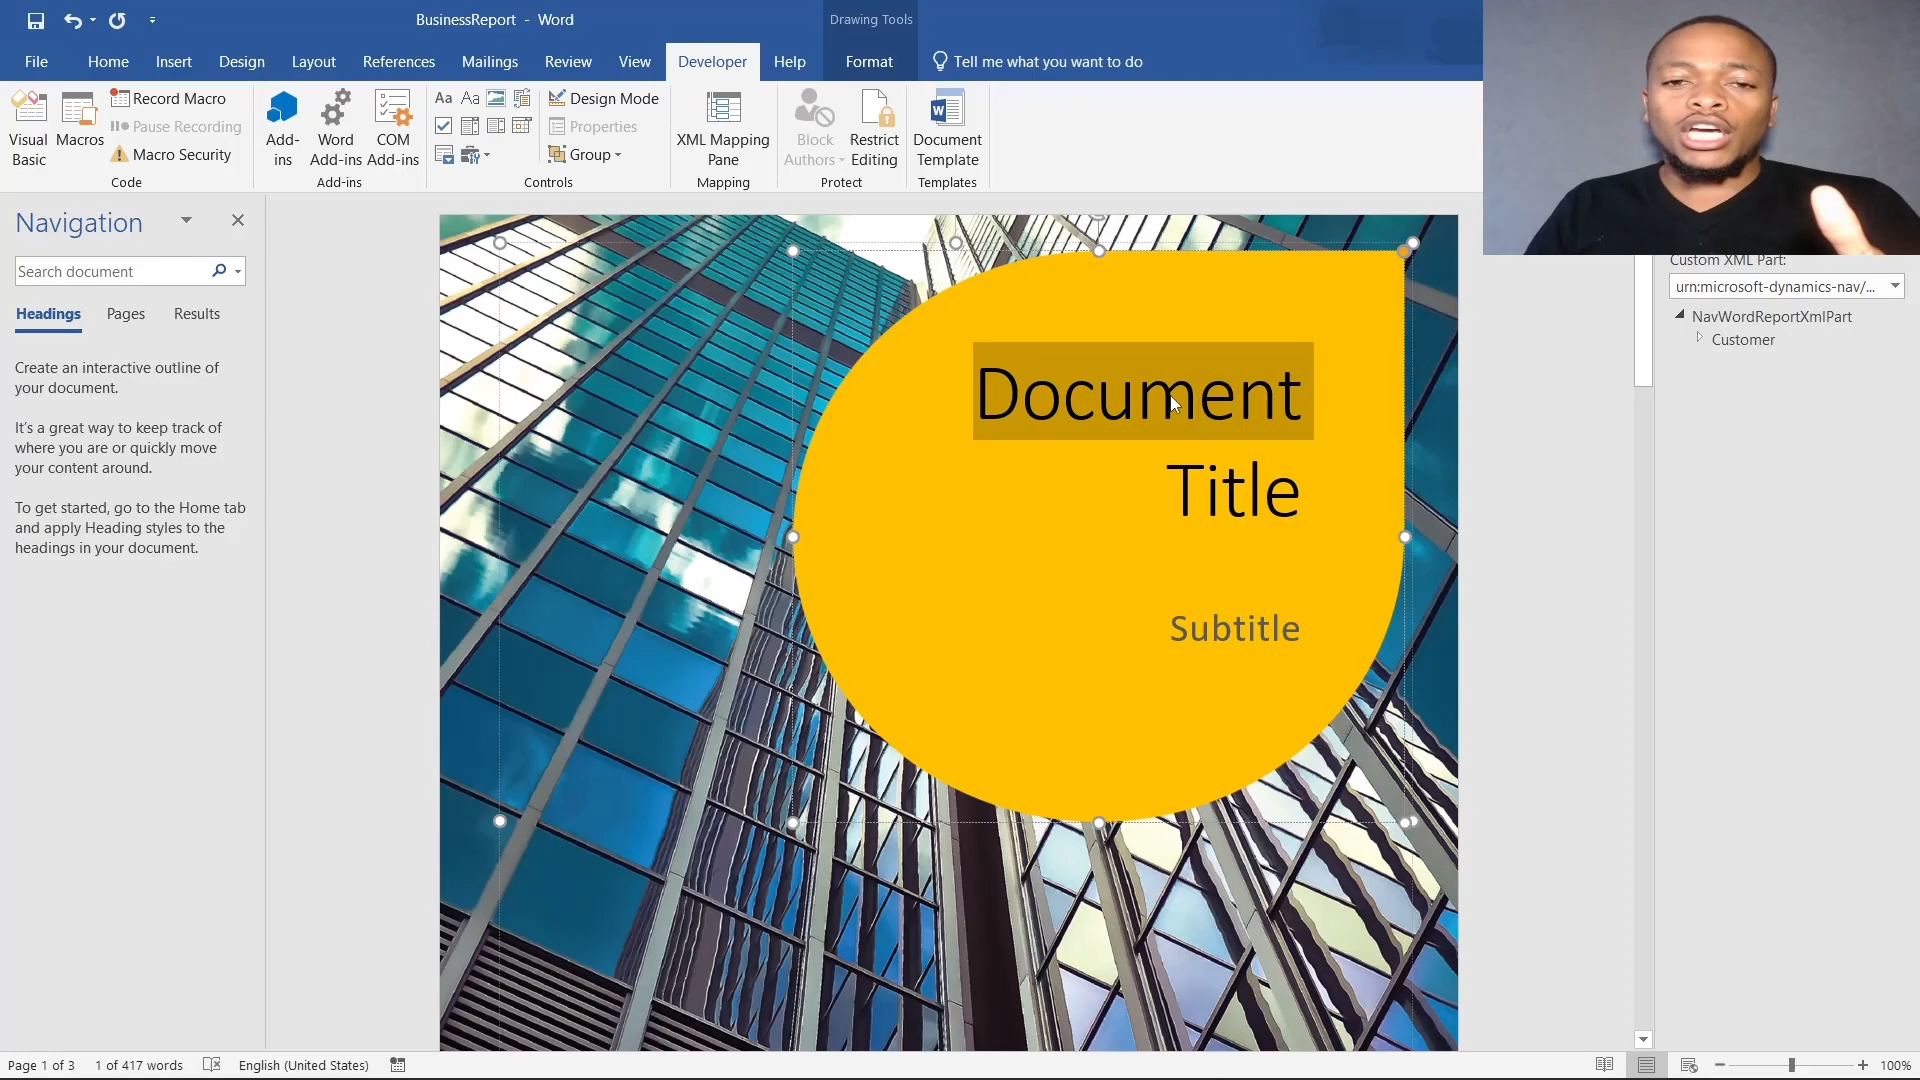 BusinessReport - Word
Drawing Tools
File Home Insert Design Layout References Mailings Review View Developer Help Format Tell me what you want to do
Visual Basic
Macros
Record Macro
Pause Recording
Macro Security
Code
Add-ins
Word Add-ins
COM Add-ins
Add-ins
Aa Aa
Design Mode
Properties
Group
Controls
XML Mapping Pane
Mapping
Block Authors
Restrict Editing
Protect
Document Template
Templates
Navigation
Search document
Headings Pages Results
Create an interactive outline of
your document.
It's a great way to keep track of
where you are or quickly move
your content around.
To get started, go to the Home tab
and apply Heading styles to the
headings in your document.
Document
Title
Subtitle
Custom XML Part:
urn:microsoft-dynamics-nav/...
NavWordReportXmlPart
Customer
Page 1 of 3 1 of 417 words English (United States) 100%